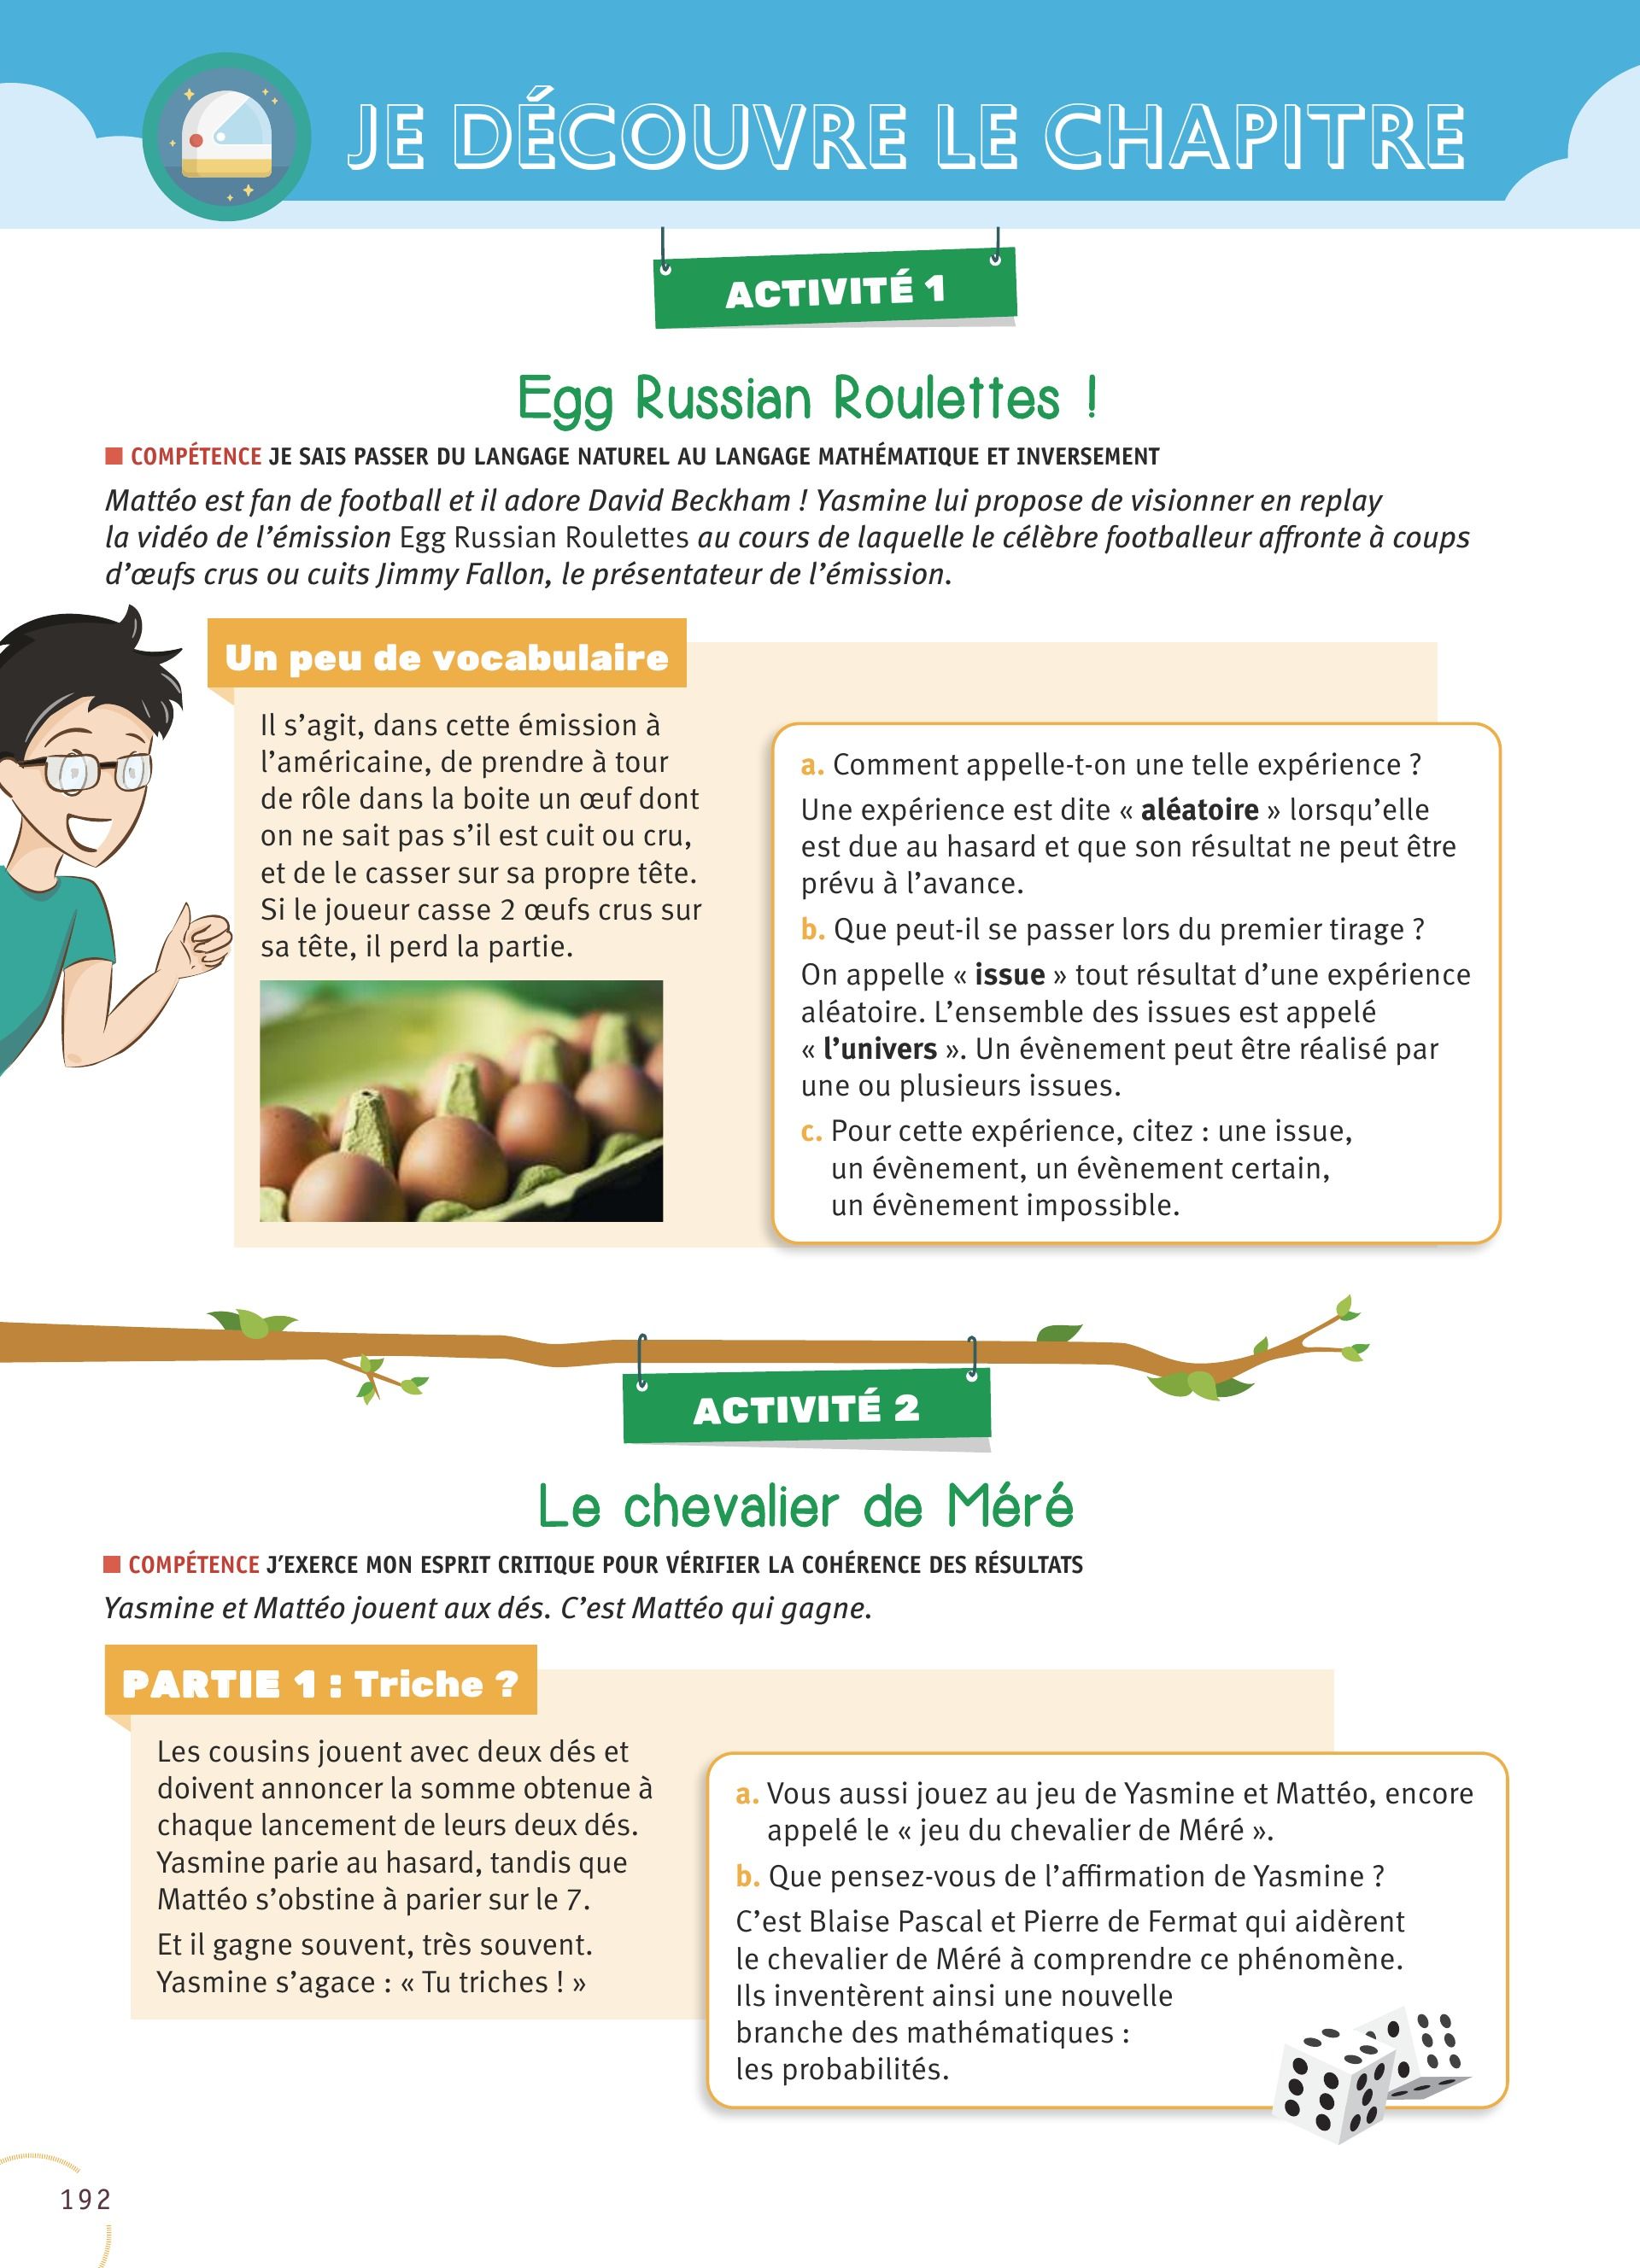 JE DÉCOUVRE LE CHAPITRE
ACTIVITÉ 1
Egg Russian Roulettes !
COMPÉTENCE JE SAIS PASSER DU LANGAGE NATUREL AU LANGAGE MATHÉMATIQUE ET INVERSEMENT
Mattéo est fan de football et il adore David Beckham ! Yasmine lui propose de visionner en replay
la vidéo de l’émission Egg Russian Roulettes au cours de laquelle le célèbre footballeur affronte à coups
d’œufs crus ou cuits Jimmy Fallon, le présentateur de l’émission.
Un peu de vocabulaire
Il s’agit, dans cette émission à
l’américaine, de prendre à tour
de rôle dans la boite un œuf dont
on ne sait pas s’il est cuit ou cru,
et de le casser sur sa propre tête.
Si le joueur casse 2 œufs crus sur
sa tête, il perd la partie.
a. Comment appelle-t-on une telle expérience ?
Une expérience est dite « aléatoire » lorsqu’elle
est due au hasard et que son résultat ne peut être
prévu à l’avance.
b. Que peut-il se passer lors du premier tirage ?
On appelle « issue » tout résultat d’une expérience
aléatoire. L’ensemble des issues est appelé
« l’univers ». Un évènement peut être réalisé par
une ou plusieurs issues.
c. Pour cette expérience, citez : une issue,
un évènement, un évènement certain,
un évènement impossible.
ACTIVITÉ 2
Le chevalier de Méré
COMPÉTENCE J’EXERCE MON ESPRIT CRITIQUE POUR VÉRIFIER LA COHÉRENCE DES RÉSULTATS
Yasmine et Mattéo jouent aux dés. C’est Mattéo qui gagne.
PARTIE 1 : Triche ?
Les cousins jouent avec deux dés et
doivent annoncer la somme obtenue à
chaque lancement de leurs deux dés.
Yasmine parie au hasard, tandis que
Mattéo s’obstine à parier sur le 7.
Et il gagne souvent, très souvent.
Yasmine s’agace : « Tu triches ! »
a. Vous aussi jouez au jeu de Yasmine et Mattéo, encore
appelé le « jeu du chevalier de Méré ».
b. Que pensez-vous de l’affirmation de Yasmine ?
C’est Blaise Pascal et Pierre de Fermat qui aidèrent
le chevalier de Méré à comprendre ce phénomène.
Ils inventèrent ainsi une nouvelle
branche des mathématiques :
les probabilités.
192